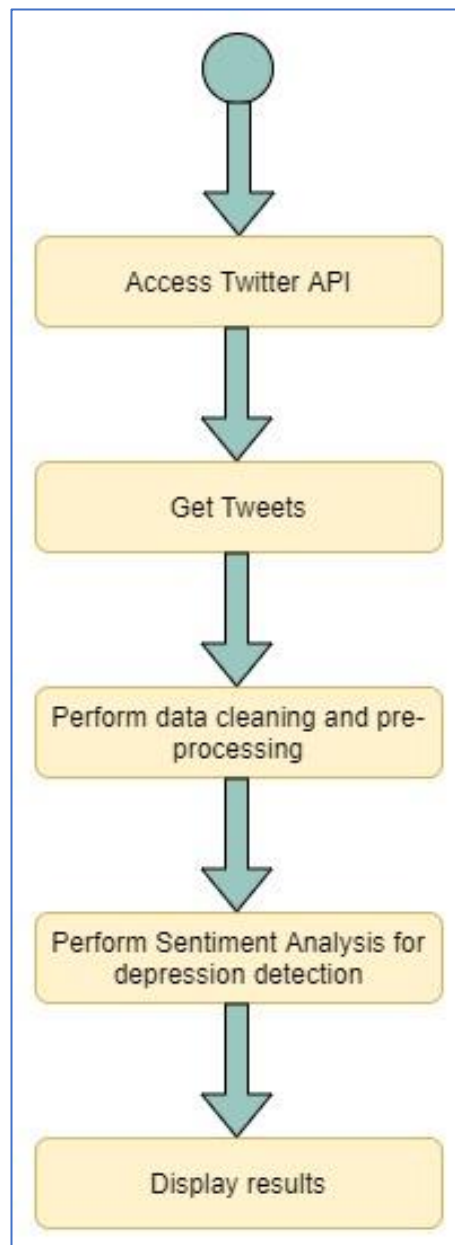 Access Twitter API
Get Tweets
Perform data cleaning and pre-
processing
Perform Sentiment Analysis for
depression detection
Display results